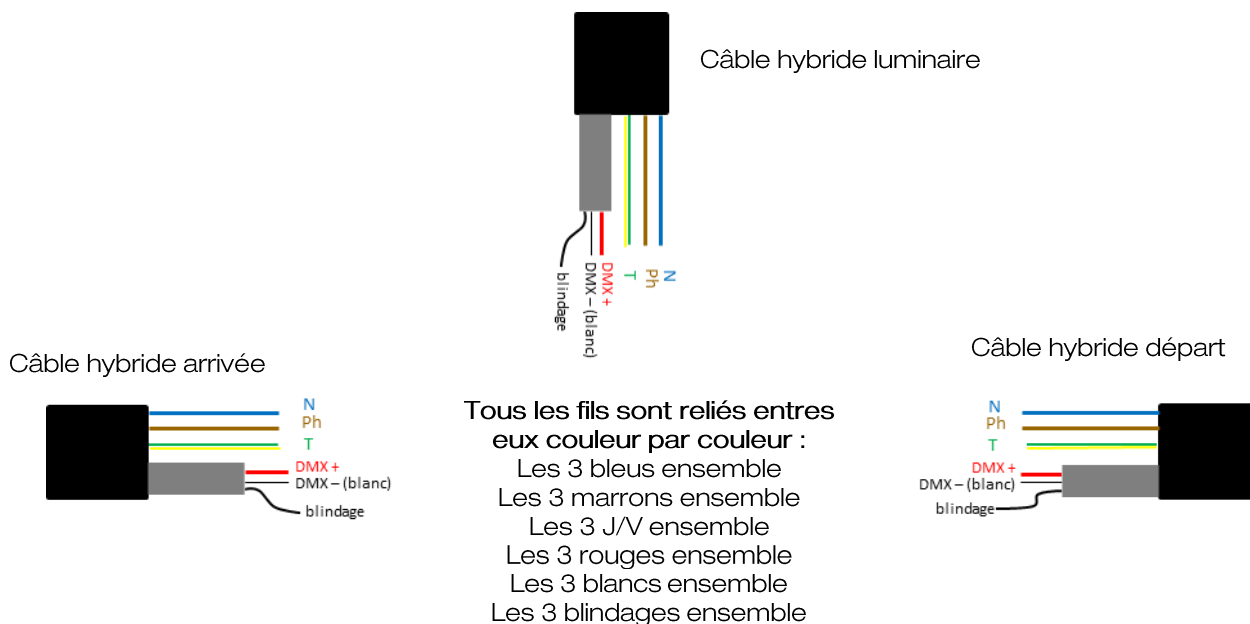 Câble hybride luminaire
N
Ph
T
DMX +
DMX – (blanc)
blindage
Câble hybride arrivée
N
Ph
T
DMX +
DMX – (blanc)
blindage
Câble hybride départ
N
Ph
T
DMX +
DMX – (blanc)
blindage
Tous les fils sont reliés entres
eux couleur par couleur :
Les 3 bleus ensemble
Les 3 marrons ensemble
Les 3 J/V ensemble
Les 3 rouges ensemble
Les 3 blancs ensemble
Les 3 blindages ensemble